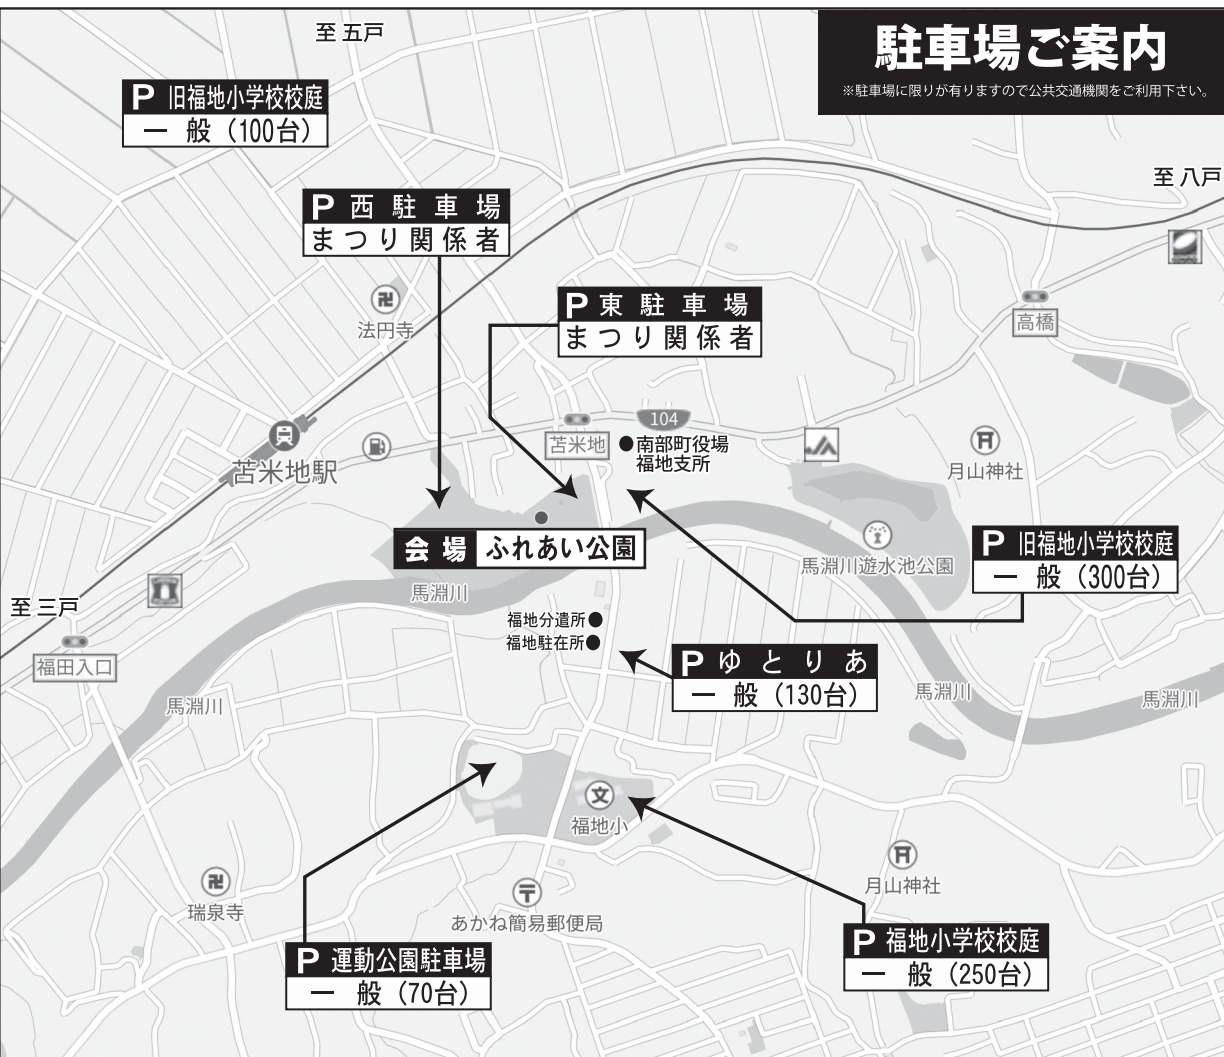 至 五戸
駐車場ご案内
※駐車場に限りが有りますので公共交通機関をご利用下さい。
P 旧福地小学校校庭
一 般（100台）
至 八戸
P 西 駐 車 場
まつり関係者
P 東 駐 車 場
まつり関係者
法円寺
高橋
104
苫米地
南部町役場
福地支所
苫米地駅
月山神社
会 場 ふれあい公園
P 旧福地小学校校庭
一 般（300台）
馬淵川遊水池公園
馬淵川
至 三戸
福地分遣所
福地駐在所
福田入口
P ゆ と り あ
一 般（130台）
馬淵川
馬淵川
馬淵川
文
福地小
月山神社
瑞泉寺
あかね簡易郵便局
P 運動公園駐車場
一 般（70台）
P 福地小学校校庭
一 般（250台）